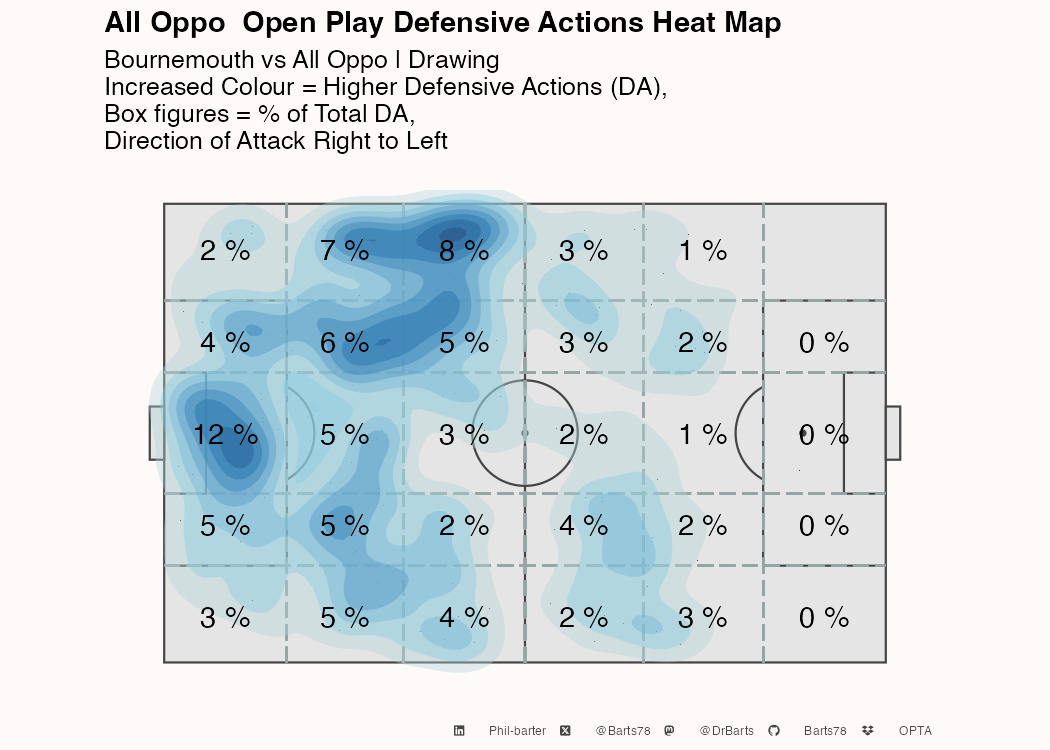 All Oppo  Open Play Defensive Actions Heat Map
Bournemouth vs All Oppo | Drawing
Increased Colour = Higher Defensive Actions (DA),
Box figures = % of Total DA,
Direction of Attack Right to Left
2 % 7 % 8 % 3 % 1 %
4 % 6 % 5 % 3 % 2 % 0 %
12 % 5 % 3 % 2 % 1 % 0 %
5 % 5 % 2 % 4 % 2 % 0 %
3 % 5 % 4 % 2 % 3 % 0 %
Phil-barter @Barts78 @DrBarts Barts78 OPTA